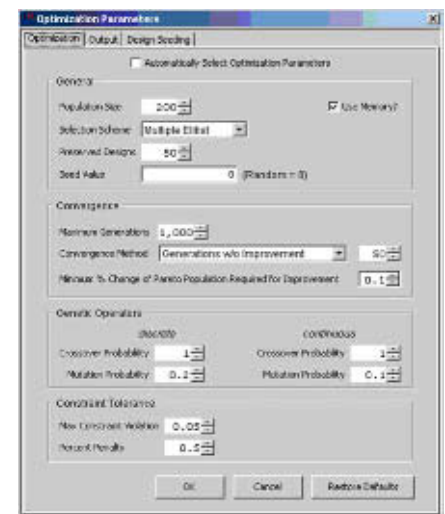 Optimization Parameters
Optimization Output Design Seeding
Automatically Select Optimization Parameters
General
Population Size 200 Use Memory?
Selection Scheme Multiple Elitist
Preserved Designs 50
Seed Value 0 (Random = 0)
Convergence
Maximum Generations 1,000
Convergence Method Generations w/o Improvement 50
Minimum % Change of Pareto Population Required for Improvement 0.1
Genetic Operators
discrete continuous
Crossover Probability 1 Crossover Probability 1
Mutation Probability Mutation Probability 0.1
Constraint Tolerance
Max Constraint Violation 0.05
Percent Penalty 0.5
OK Cancel Restore Defaults